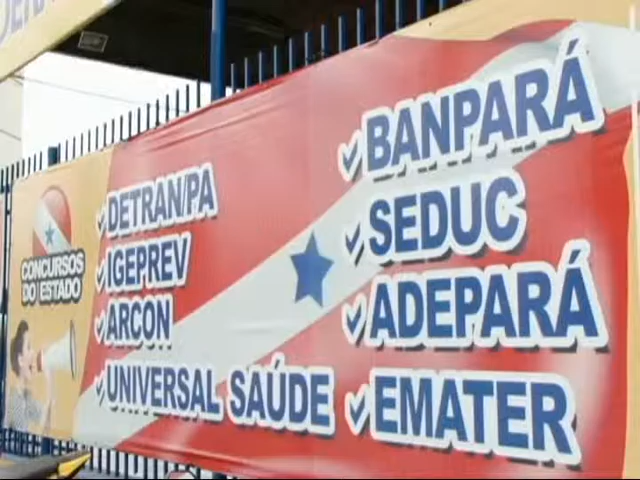 CONCURSOS
DO ESTADO
DETRAN/PA
IGEPREV
ARCON
UNIVERSAL SAÚDE
BANPARÁ
SEDUC
ADEPARÁ
EMATER